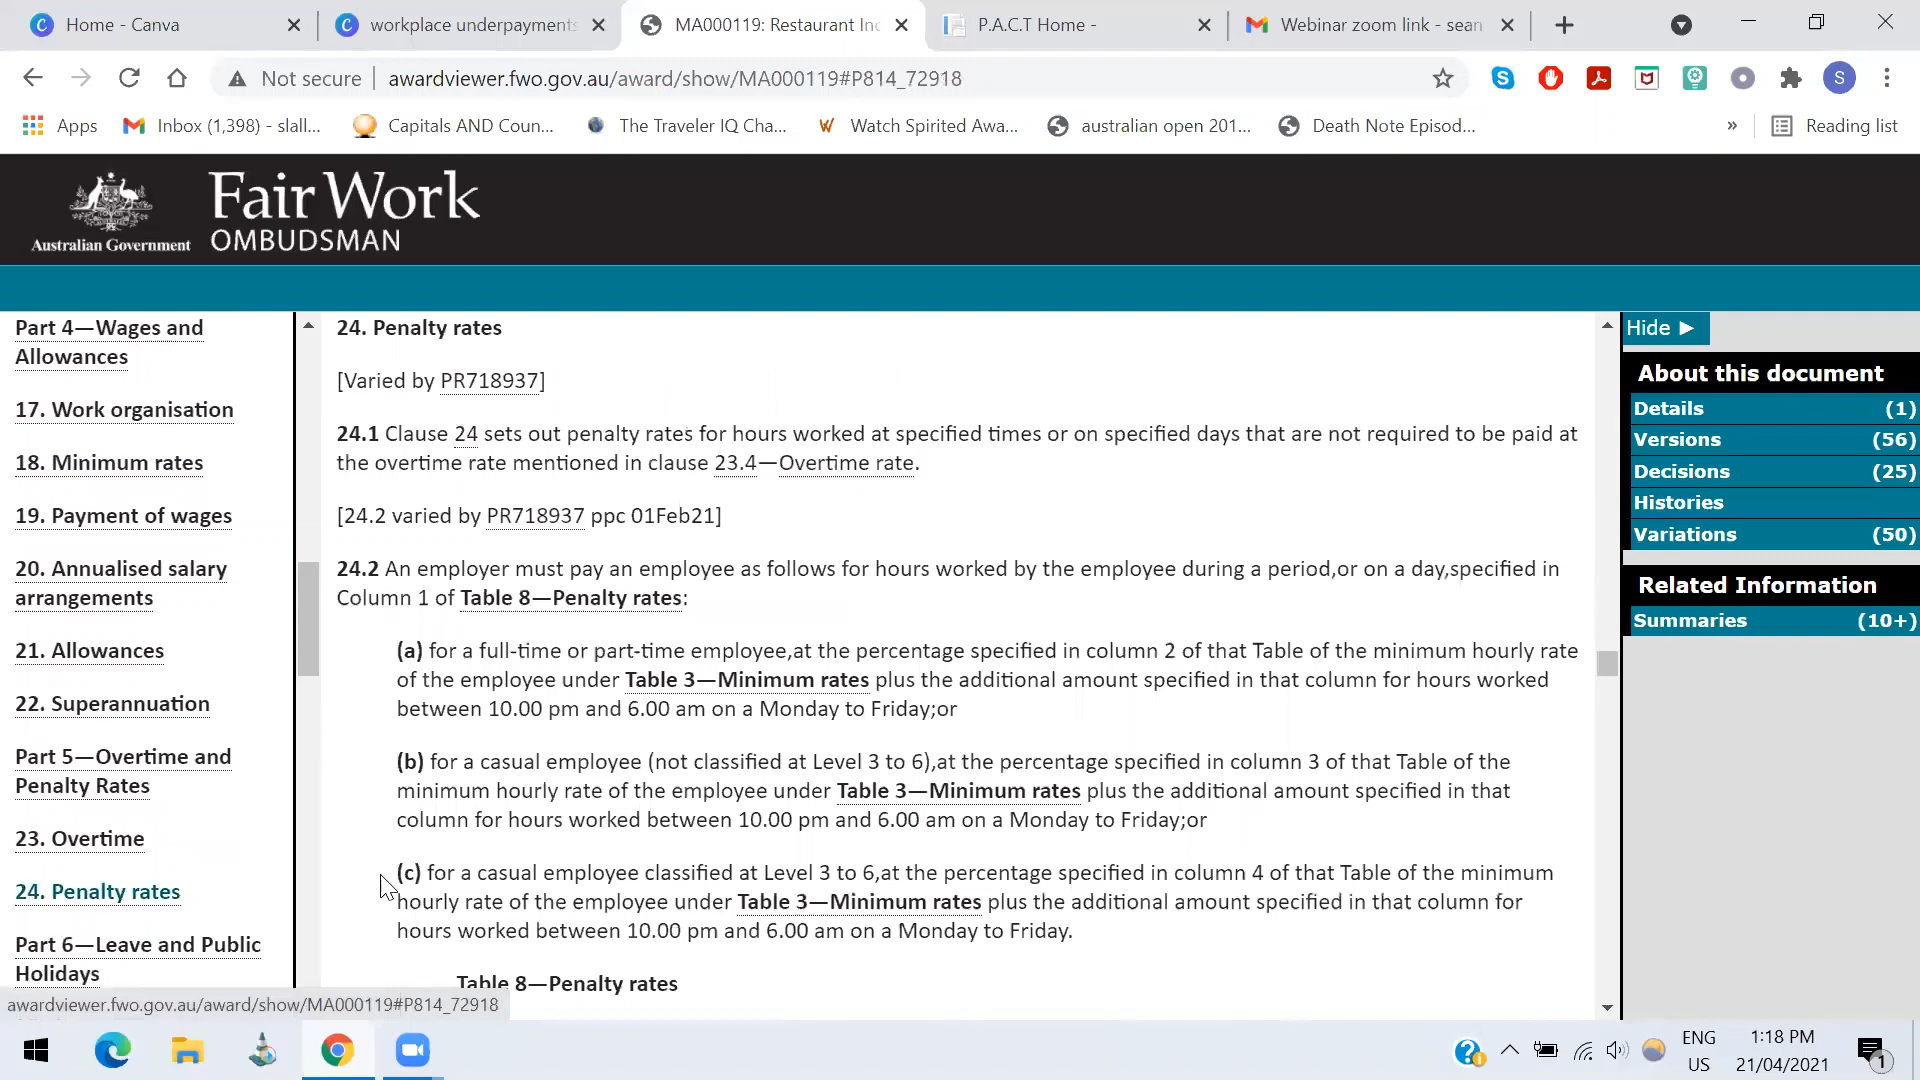 Home - Canva
workplace underpayments
MA000119: Restaurant Inc
P.A.C.T Home -
Webinar zoom link - sean
Not secure
awardviewer.fwo.gov.au/award/show/MA000119#P814_72918
S
Apps
Inbox (1,398) - slall...
Capitals AND Coun...
The Traveler IQ Cha...
Watch Spirited Awa...
australian open 201...
Death Note Episod...
»
Reading list
Australian Government
Fair Work
OMBUDSMAN
Part 4—Wages and
Allowances
17. Work organisation
18. Minimum rates
19. Payment of wages
20. Annualised salary
arrangements
21. Allowances
22. Superannuation
Part 5—Overtime and
Penalty Rates
23. Overtime
24. Penalty rates
Part 6—Leave and Public
Holidays
24. Penalty rates
[Varied by PR718937]
24.1 Clause 24 sets out penalty rates for hours worked at specified times or on specified days that are not required to be paid at
the overtime rate mentioned in clause 23.4—Overtime rate.
[24.2 varied by PR718937 ppc 01Feb21]
24.2 An employer must pay an employee as follows for hours worked by the employee during a period,or on a day,specified in
Column 1 of Table 8—Penalty rates:
(a) for a full-time or part-time employee,at the percentage specified in column 2 of that Table of the minimum hourly rate
of the employee under Table 3—Minimum rates plus the additional amount specified in that column for hours worked
between 10.00 pm and 6.00 am on a Monday to Friday;or
(b) for a casual employee (not classified at Level 3 to 6),at the percentage specified in column 3 of that Table of the
minimum hourly rate of the employee under Table 3—Minimum rates plus the additional amount specified in that
column for hours worked between 10.00 pm and 6.00 am on a Monday to Friday;or
(c) for a casual employee classified at Level 3 to 6,at the percentage specified in column 4 of that Table of the minimum
hourly rate of the employee under Table 3—Minimum rates plus the additional amount specified in that column for
hours worked between 10.00 pm and 6.00 am on a Monday to Friday.
Table 8—Penalty rates
Hide ►
About this document
Details (1)
Versions (56)
Decisions (25)
Histories
Variations (50)
Related Information
Summaries (10+)
awardviewer.fwo.gov.au/award/show/MA000119#P814_72918
ENG
US
1:18 PM
21/04/2021
1